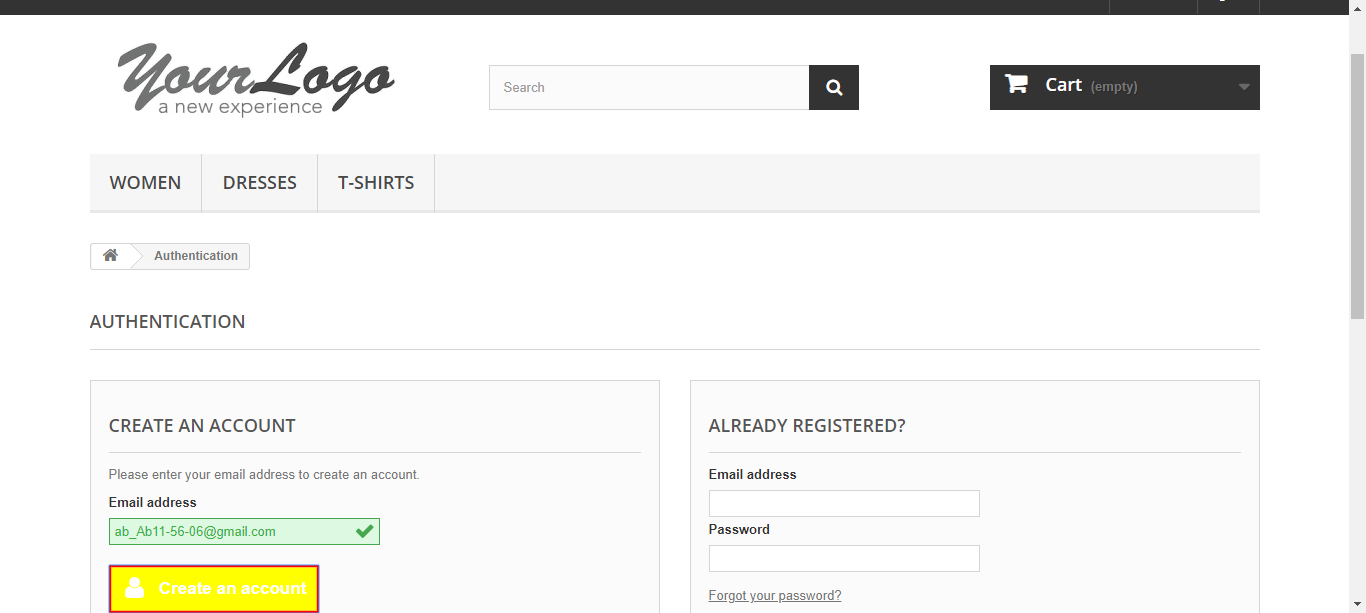 YourLogo
a new experience
Search
Cart (empty)
WOMEN DRESSES T-SHIRTS
Authentication
AUTHENTICATION
CREATE AN ACCOUNT
Please enter your email address to create an account.
Email address
ab_Ab11-56-06@gmail.com
Create an account
ALREADY REGISTERED?
Email address
Password
Forgot your password?